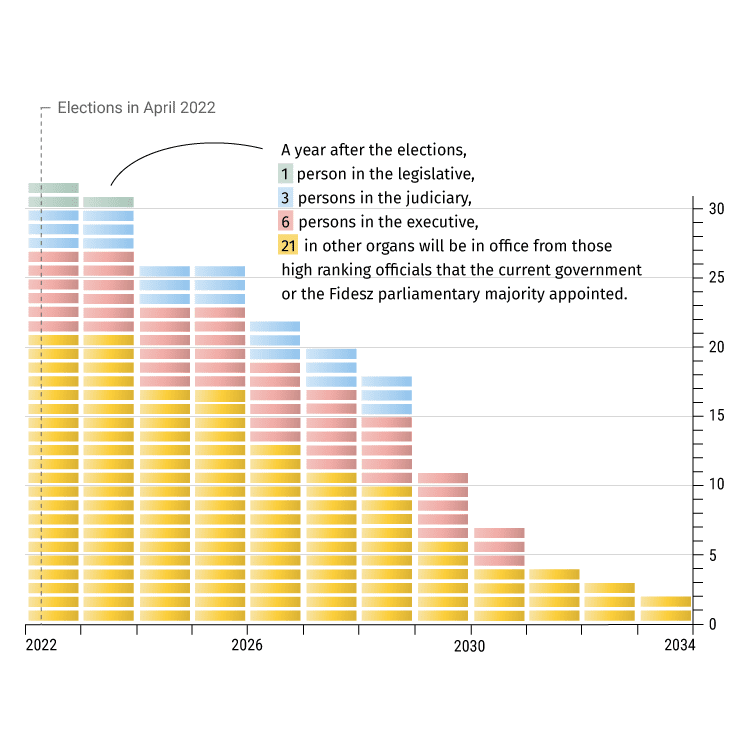 Elections in April 2022
A year after the elections,
1 person in the legislative,
3 persons in the judiciary,
6 persons in the executive,
21 in other organs will be in office from those
high ranking officials that the current government
or the Fidesz parliamentary majority appointed.
30
25
20
15
10
5
0
2022 2026 2030 2034